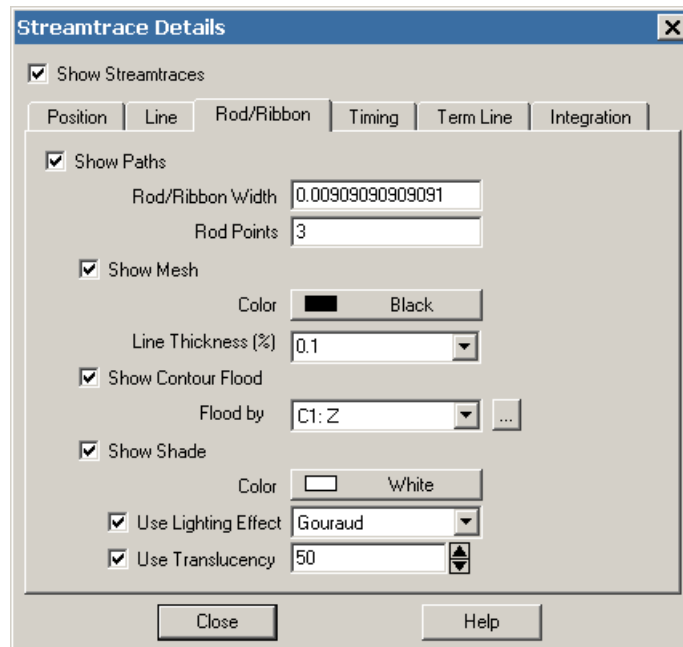 Streamtrace Details
Show Streamtraces
Position Line Rod/Ribbon Timing Term Line Integration
Show Paths
Rod/Ribbon Width 0.00909090909091
Rod Points 3
Show Mesh
Color Black
Line Thickness (%) 0.1
Show Contour Flood
Flood by C1: Z ...
Show Shade
Color White
Use Lighting Effect Gouraud
Use Translucency 50
Close Help